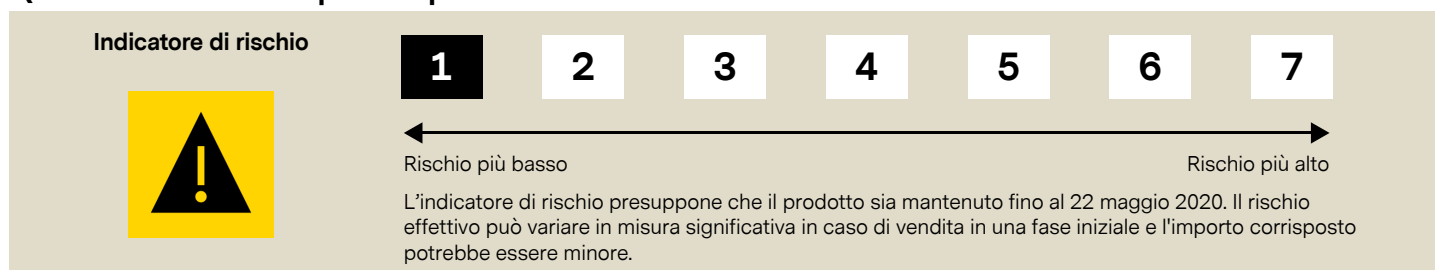 Indicatore di rischio
1 2 3 4 5 6 7
Rischio più basso Rischio più alto
L'indicatore di rischio presuppone che il prodotto sia mantenuto fino al 22 maggio 2020. Il rischio
effettivo può variare in misura significativa in caso di vendita in una fase iniziale e l'importo corrisposto
potrebbe essere minore.